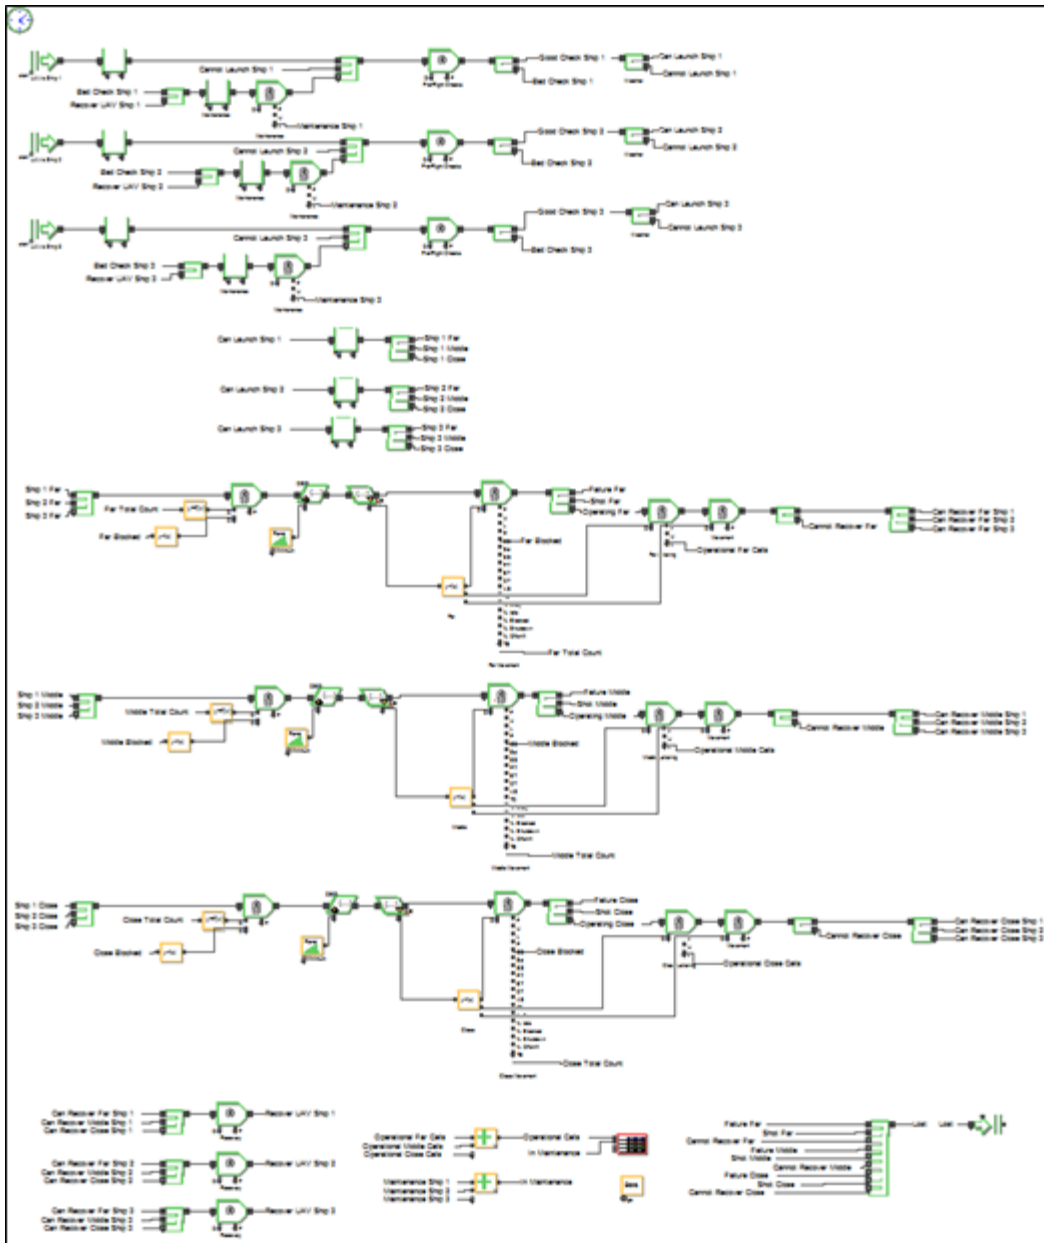 Good Check Ship 1
Can Launch Ship 1
Cannot Launch Ship 1
Cannot Launch Ship 1
Bad Check Ship 1
Bad Check Ship 1
Recover UAV Ship 1
Maintenance
Maintenance Ship 1
Good Check Ship 2
Can Launch Ship 2
Cannot Launch Ship 2
Cannot Launch Ship 2
Bad Check Ship 2
Bad Check Ship 2
Recover UAV Ship 2
Maintenance Ship 2
Good Check Ship 3
Can Launch Ship 3
Cannot Launch Ship 3
Cannot Launch Ship 3
Bad Check Ship 3
Bad Check Ship 3
Recover UAV Ship 3
Maintenance Ship 3
Can Launch Ship 1
Ship 1 Far
Ship 1 Middle
Ship 1 Close
Can Launch Ship 2
Ship 2 Far
Ship 2 Middle
Ship 2 Close
Can Launch Ship 3
Ship 3 Far
Ship 3 Middle
Ship 3 Close
Ship 1 Far
Ship 2 Far
Ship 3 Far
Far Total Count
Far Blocked
Failure Far
Shot Far
Operating Far
Far Blocked
Cannot Recover Far
Can Recover Far Ship 1
Can Recover Far Ship 2
Can Recover Far Ship 3
Operational Far Cats
Far Total Count
Ship 1 Middle
Ship 2 Middle
Ship 3 Middle
Middle Total Count
Middle Blocked
Failure Middle
Shot Middle
Operating Middle
Middle Blocked
Cannot Recover Middle
Can Recover Middle Ship 1
Can Recover Middle Ship 2
Can Recover Middle Ship 3
Operational Middle Cats
Middle Total Count
Ship 1 Close
Ship 2 Close
Ship 3 Close
Close Total Count
Close Blocked
Failure Close
Shot Close
Operating Close
Close Blocked
Cannot Recover Close
Can Recover Close Ship 1
Can Recover Close Ship 2
Can Recover Close Ship 3
Operational Close Cats
Close Total Count
Can Recover Far Ship 1
Can Recover Middle Ship 1
Can Recover Close Ship 1
Recover UAV Ship 1
Can Recover Far Ship 2
Can Recover Middle Ship 2
Can Recover Close Ship 2
Recover UAV Ship 2
Can Recover Far Ship 3
Can Recover Middle Ship 3
Can Recover Close Ship 3
Recover UAV Ship 3
Operational Far Cats
Operational Middle Cats
Operational Close Cats
Operational Cats
In Maintenance
Maintenance Ship 1
Maintenance Ship 2
Maintenance Ship 3
In Maintenance
Failure Far
Shot Far
Cannot Recover Far
Failure Middle
Shot Middle
Cannot Recover Middle
Failure Close
Shot Close
Cannot Recover Close
Lost
Lost